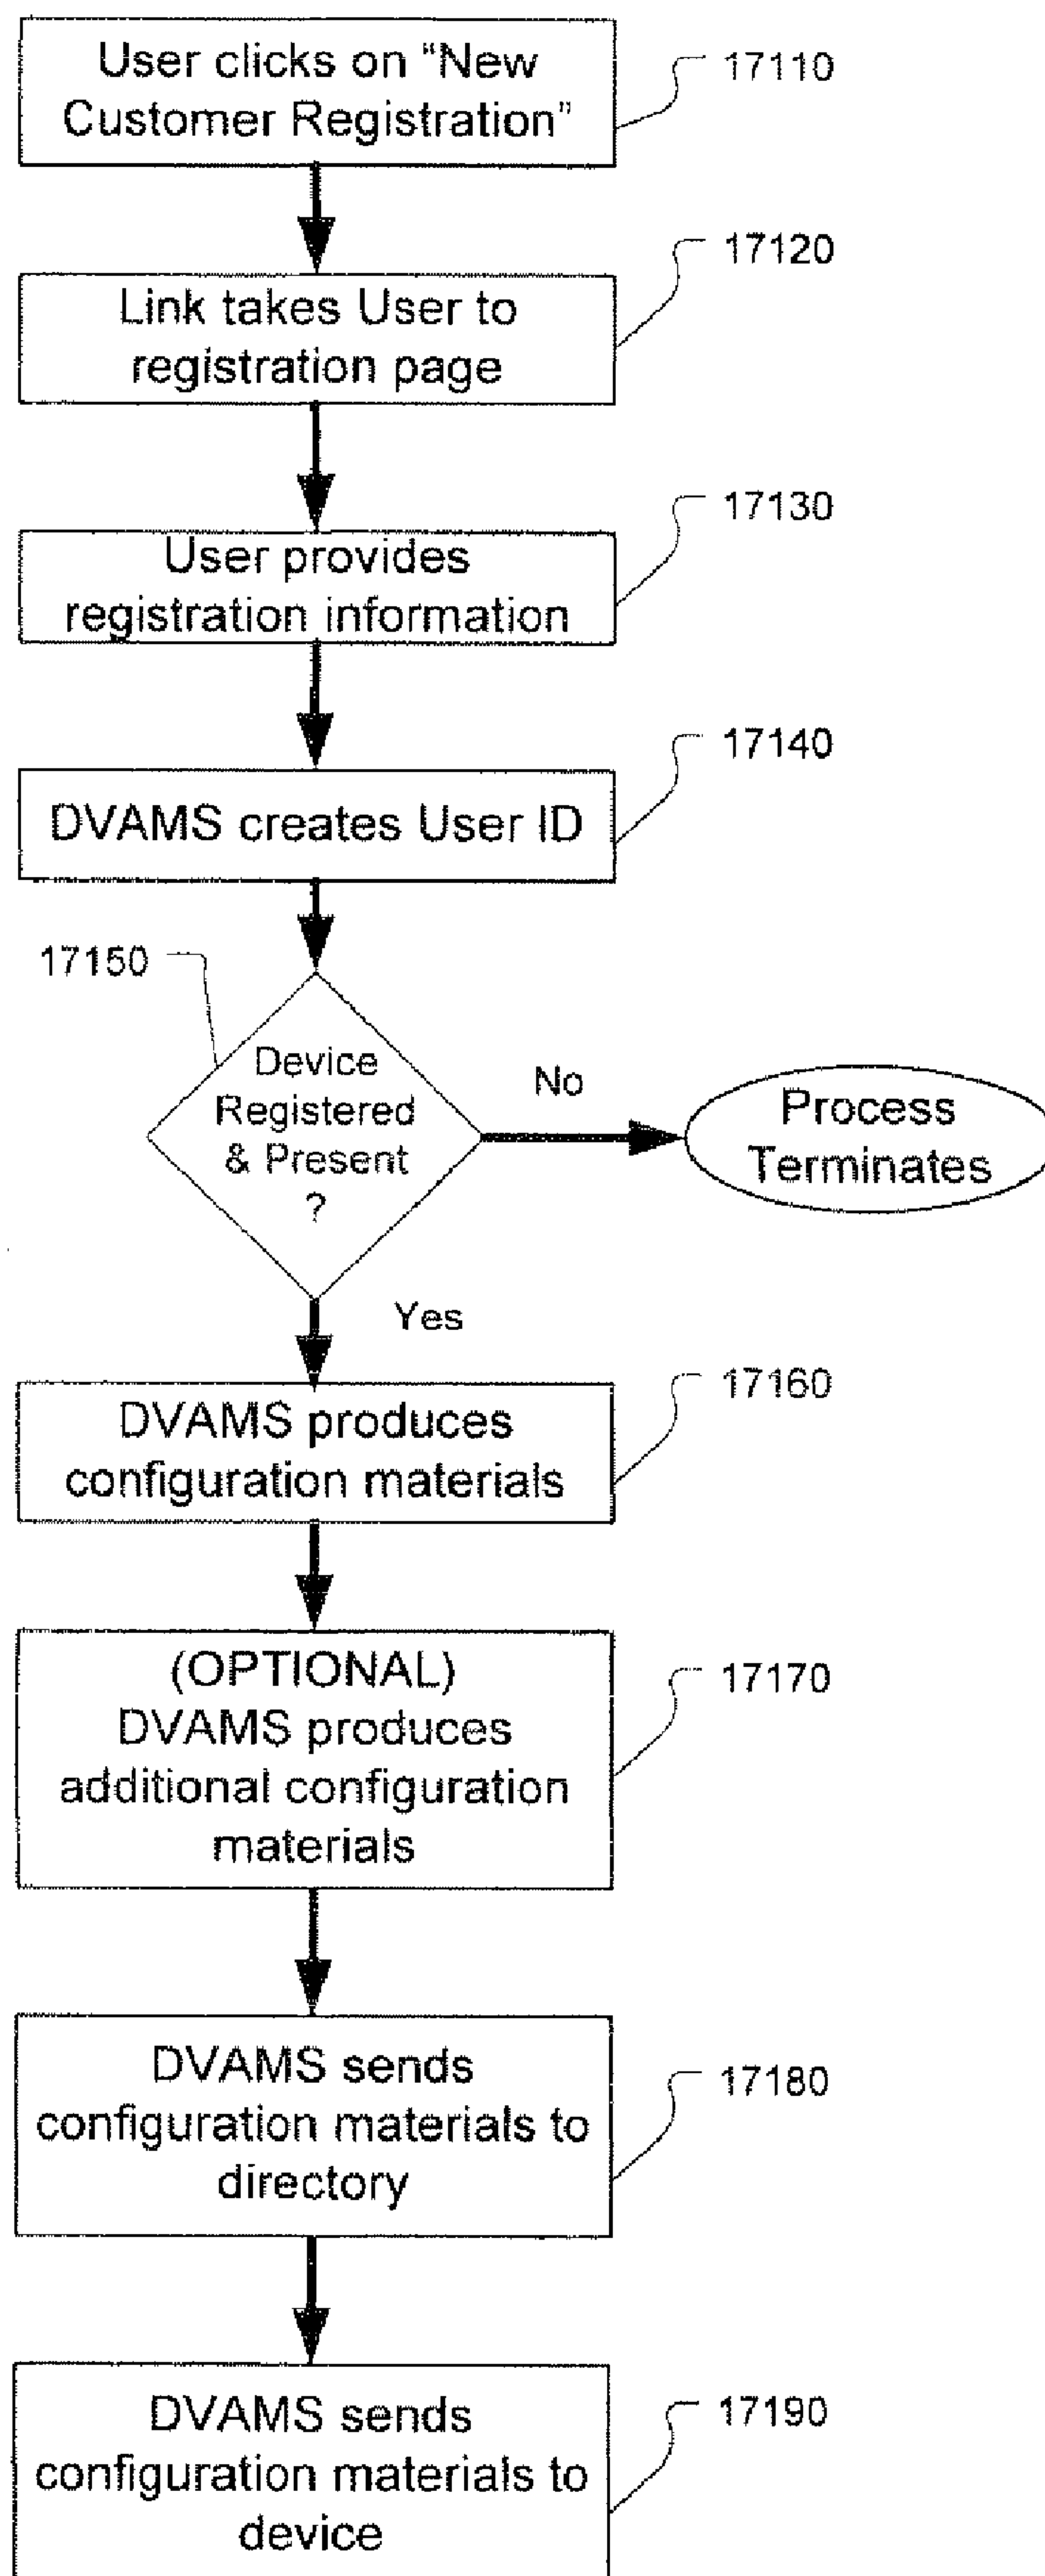 User clicks on “New
Customer Registration”
17110
17120
Link takes User to
registration page
17130
User provides
registration information
17140
DVAMS creates User ID
17150
Device
Registered
& Present
?
No
Process
Terminates
Yes
17160
DVAMS produces
configuration materials
(OPTIONAL)
17170
DVAMS produces
additional configuration
materials
DVAMS sends
17180
configuration materials to
directory
DVAMS sends
17190
configuration materials to
device